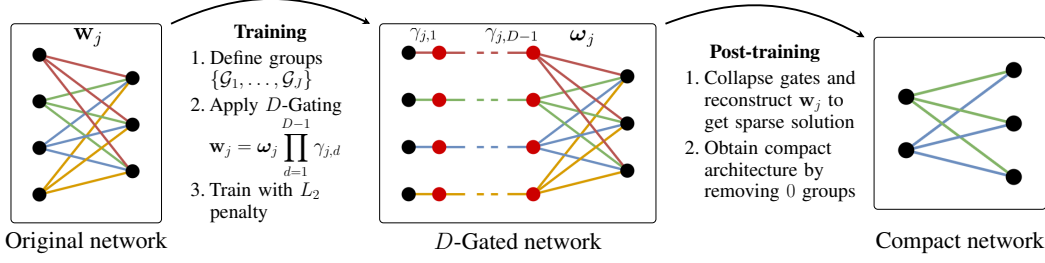 w_j
Original network
Training
1. Define groups
{𝒢_1, . . . , 𝒢_J}
2. Apply D-Gating
w_j = ω_j ∏_{d=1}^{D−1} γ_{j,d}
3. Train with L_2
penalty
γ_{j,1} γ_{j,D−1} ω_j
D-Gated network
Post-training
1. Collapse gates and
reconstruct w_j to
get sparse solution
2. Obtain compact
architecture by
removing 0 groups
Compact network